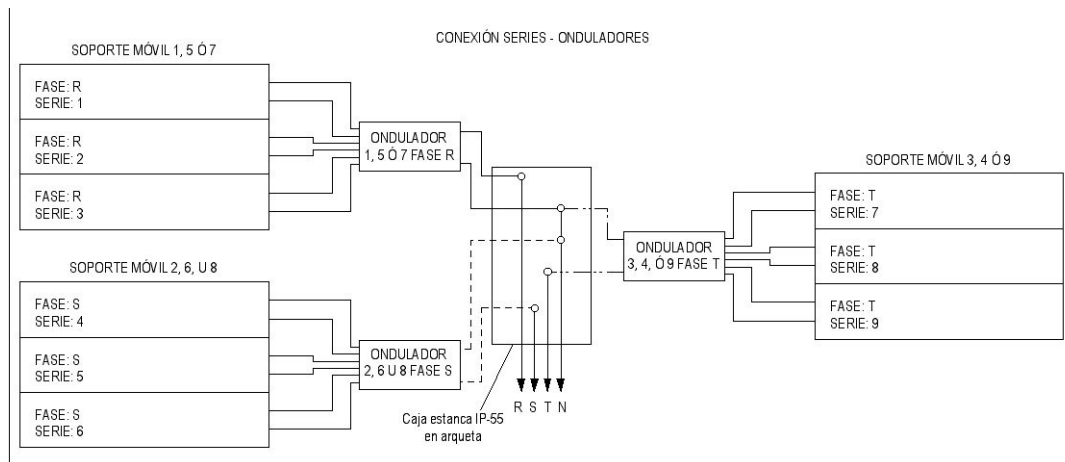 CONEXIÓN SERIES - ONDULADORES
SOPORTE MÓVIL 1, 5 Ó 7
FASE: R
SERIE: 1
FASE: R
SERIE: 2
FASE: R
SERIE: 3
ONDULADOR
1, 5 Ó 7 FASE R
SOPORTE MÓVIL 2, 6, U 8
FASE: S
SERIE: 4
FASE: S
SERIE: 5
FASE: S
SERIE: 6
ONDULADOR
2, 6 U 8 FASE S
SOPORTE MÓVIL 3, 4 Ó 9
FASE: T
SERIE: 7
FASE: T
SERIE: 8
FASE: T
SERIE: 9
ONDULADOR
3, 4, Ó 9 FASE T
R S T N
Caja estanca IP-55
en arqueta